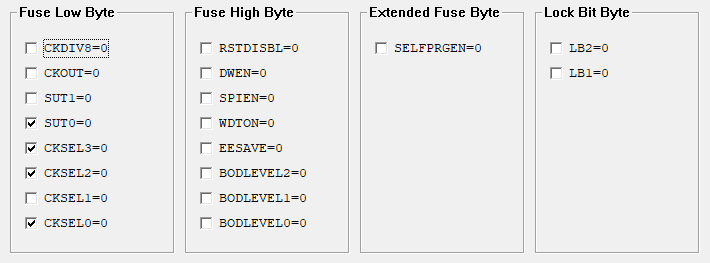 Fuse Low Byte
CKDIV8=0
CKOUT=0
SUT1=0
SUT0=0
CKSEL3=0
CKSEL2=0
CKSEL1=0
CKSEL0=0
Fuse High Byte
RSTDISBL=0
DWEN=0
SPIEN=0
WDTON=0
EESAVE=0
BODLEVEL2=0
BODLEVEL1=0
BODLEVEL0=0
Extended Fuse Byte
SELFPRGEN=0
Lock Bit Byte
LB2=0
LB1=0